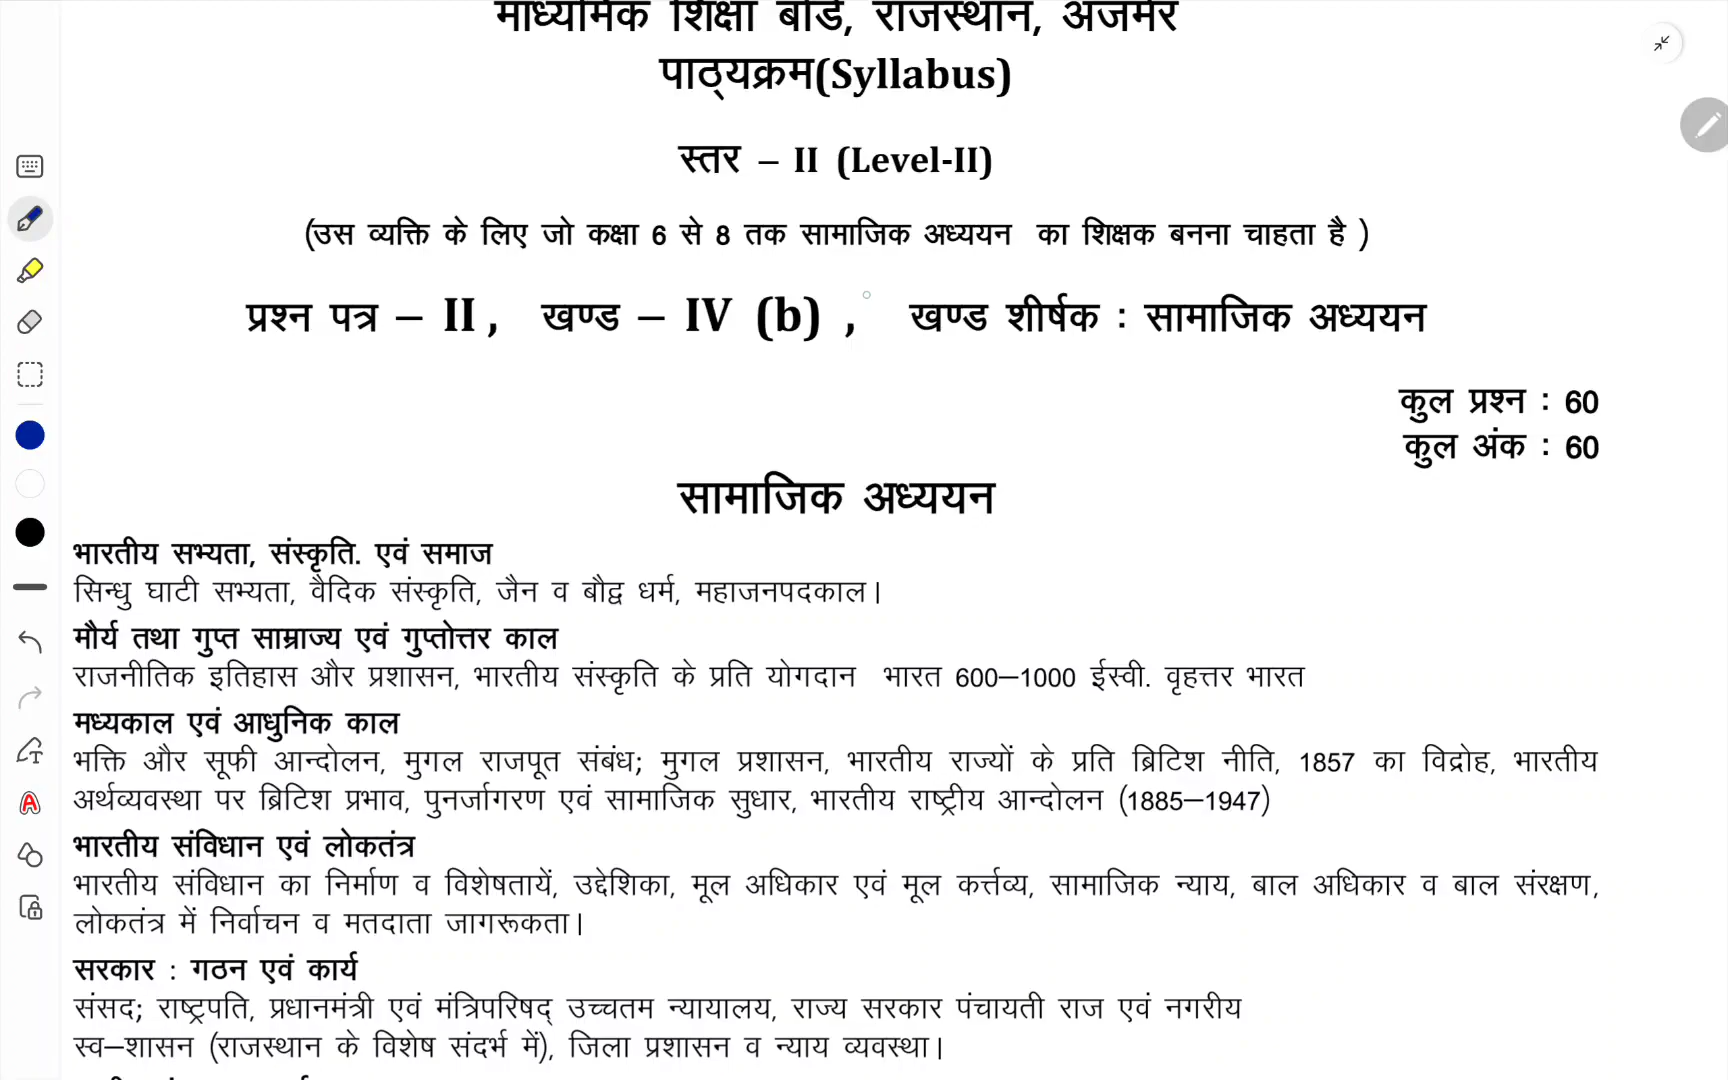 माध्यमिक शिक्षा बोर्ड, राजस्थान, अजमेर
पाठ्यक्रम(Syllabus)
स्तर – II (Level-II)
(उस व्यक्ति के लिए जो कक्षा 6 से 8 तक सामाजिक अध्ययन का शिक्षक बनना चाहता है )
प्रश्न पत्र – II , खण्ड – IV (b) , खण्ड शीर्षक : सामाजिक अध्ययन
कुल प्रश्न : 60
कुल अंक : 60
सामाजिक अध्ययन
भारतीय सभ्यता, संस्कृति. एवं समाज
सिन्धु घाटी सभ्यता, वैदिक संस्कृति, जैन व बौद्व धर्म, महाजनपदकाल।
मौर्य तथा गुप्त साम्राज्य एवं गुप्तोत्तर काल
राजनीतिक इतिहास और प्रशासन, भारतीय संस्कृति के प्रति योगदान भारत 600–1000 ईस्वी. वृहत्तर भारत
मध्यकाल एवं आधुनिक काल
भक्ति और सूफी आन्दोलन, मुगल राजपूत संबंध; मुगल प्रशासन, भारतीय राज्यों के प्रति ब्रिटिश नीति, 1857 का विद्रोह, भारतीय
अर्थव्यवस्था पर ब्रिटिश प्रभाव, पुनर्जागरण एवं सामाजिक सुधार, भारतीय राष्ट्रीय आन्दोलन (1885–1947)
भारतीय संविधान एवं लोकतंत्र
भारतीय संविधान का निर्माण व विशेषतायें, उद्देशिका, मूल अधिकार एवं मूल कर्त्तव्य, सामाजिक न्याय, बाल अधिकार व बाल संरक्षण,
लोकतंत्र में निर्वाचन व मतदाता जागरूकता।
सरकार : गठन एवं कार्य
संसद; राष्ट्रपति, प्रधानमंत्री एवं मंत्रिपरिषद् उच्चतम न्यायालय, राज्य सरकार पंचायती राज एवं नगरीय
स्व–शासन (राजस्थान के विशेष संदर्भ में), जिला प्रशासन व न्याय व्यवस्था।